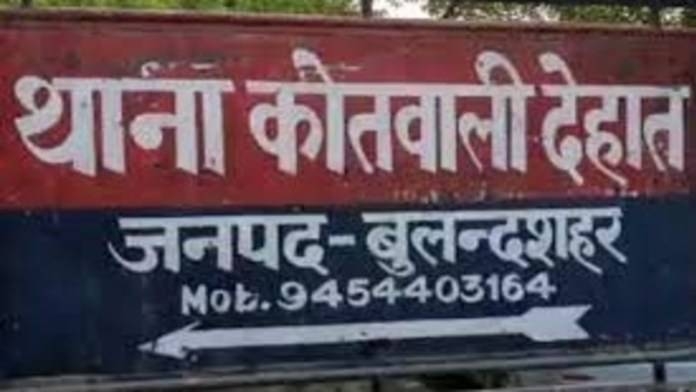 थाना कोतवाली देहात
जनपद-बुलन्दशहर
Mob.9454403164